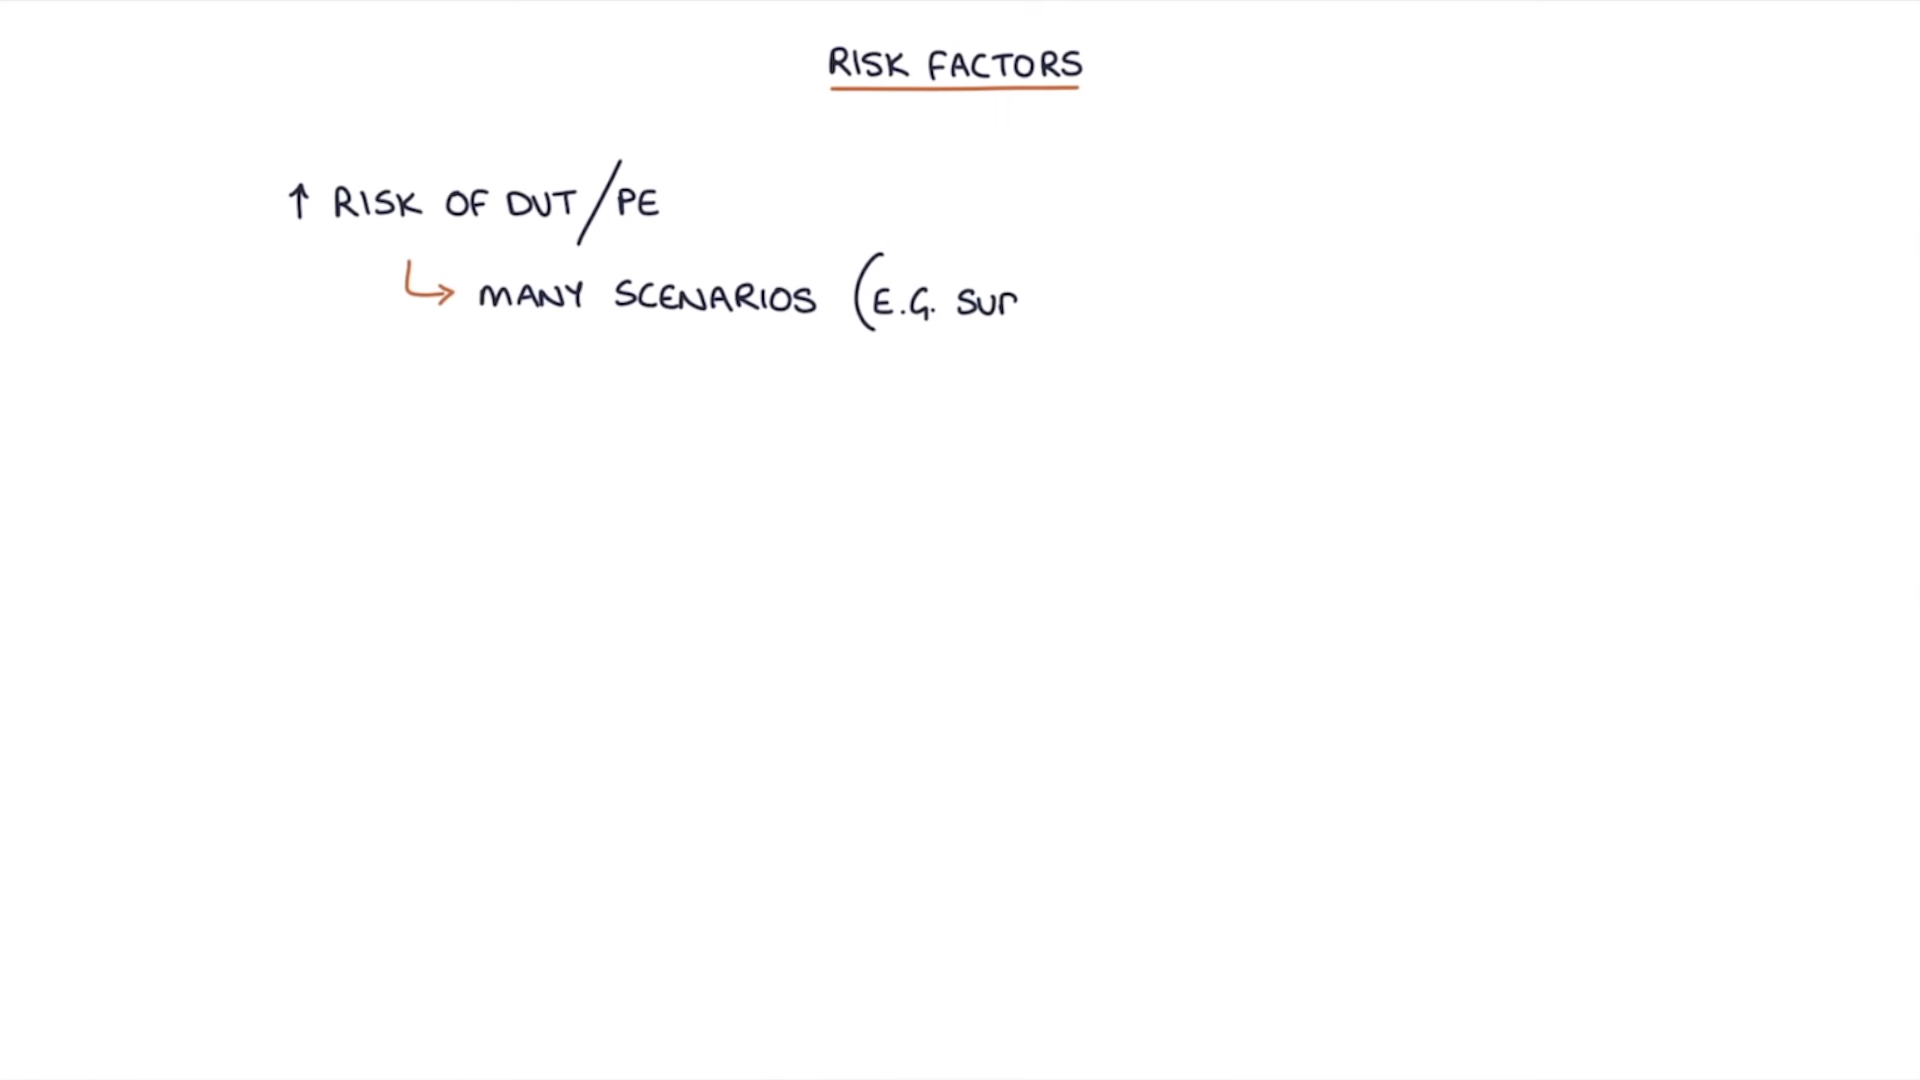 RISK FACTORS
↑ RISK OF DVT/PE
↳ MANY SCENARIOS (E.G. SUR